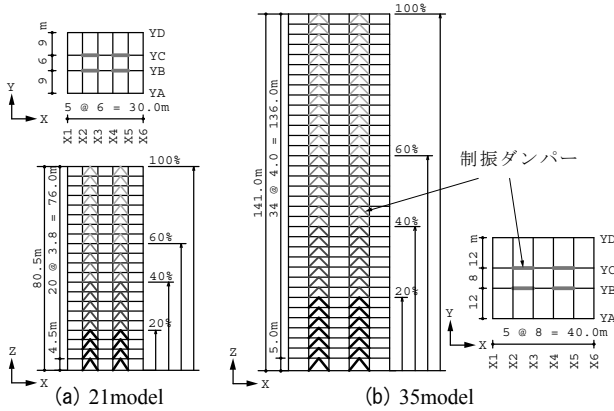 9 6 9 m
YD
YC
YB
YA
Y
X
5 @ 6 = 30.0m
X1 X2 X3 X4 X5 X6
100%
60%
40%
20%
80.5m
20 @ 3.8 = 76.0m
4.5m
Z
X
(a) 21model
100%
60%
40%
20%
141.0m
34 @ 4.0 = 136.0m
5.0m
Z
X
(b) 35model
制振ダンパー
12 8 12 m
YD
YC
YB
YA
Y
X
5 @ 8 = 40.0m
X1 X2 X3 X4 X5 X6